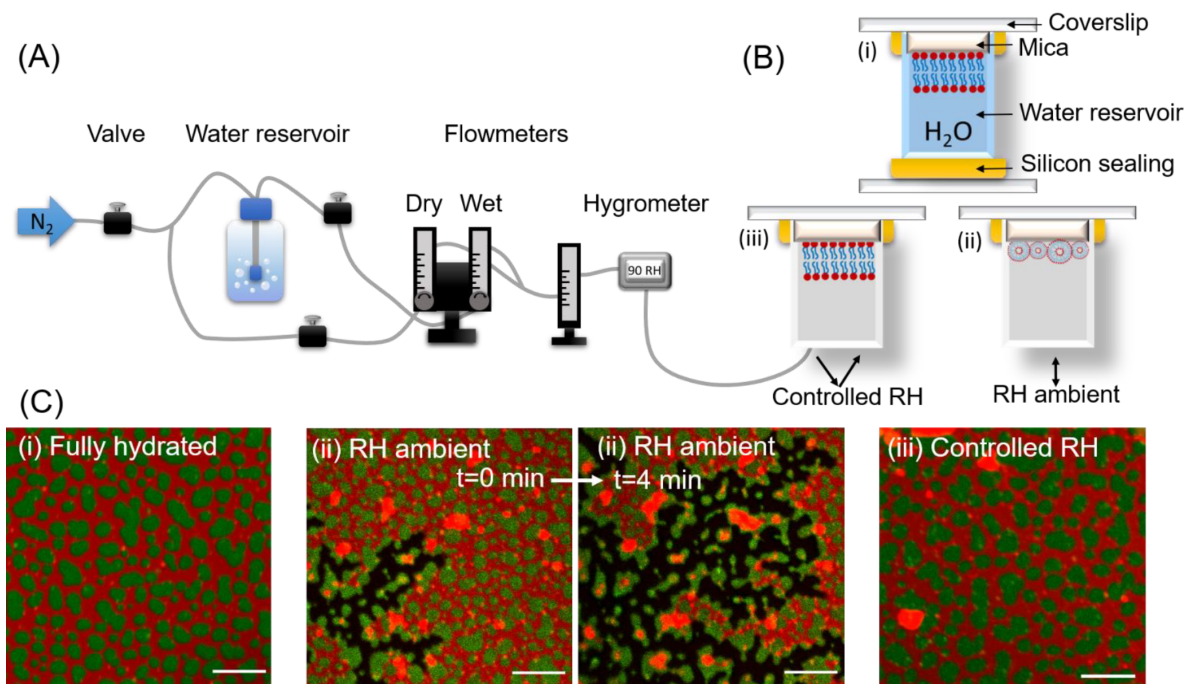 (A)
Valve
Water reservoir
Flowmeters
N2
Dry
Wet
Hygrometer
90 RH
(B)
(i)
Coverslip
Mica
H2O
Water reservoir
Silicon sealing
(iii)
(ii)
Controlled RH
RH ambient
(C)
(i) Fully hydrated
(ii) RH ambient
t=0 min
(ii) RH ambient
t=4 min
(iii) Controlled RH